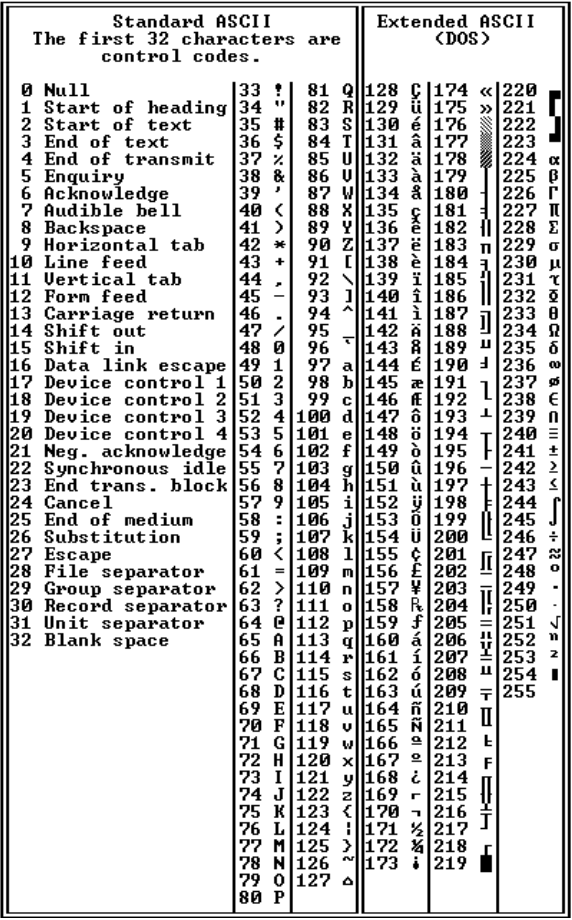 Standard ASCII
The first 32 characters are
control codes.
Extended ASCII
(DOS)
0 Null 33 ! 81 Q 128 Ç 174 « 220 ▄
1 Start of heading 34 " 82 R 129 ü 175 » 221 ▌
2 Start of text 35 # 83 S 130 é 176 ░ 222 ▐
3 End of text 36 $ 84 T 131 â 177 ▒ 223 ▀
4 End of transmit 37 % 85 U 132 ä 178 ▓ 224 α
5 Enquiry 38 & 86 V 133 à 179 │ 225 β
6 Acknowledge 39 ' 87 W 134 å 180 ┤ 226 Γ
7 Audible bell 40 ( 88 X 135 ç 181 ╡ 227 π
8 Backspace 41 ) 89 Y 136 ê 182 ╢ 228 Σ
9 Horizontal tab 42 * 90 Z 137 ë 183 ╖ 229 σ
10 Line feed 43 + 91 [ 138 è 184 ╕ 230 µ
11 Vertical tab 44 , 92 \ 139 ï 185 ╣ 231 τ
12 Form feed 45 - 93 ] 140 î 186 ║ 232 Φ
13 Carriage return 46 . 94 ^ 141 ì 187 ╗ 233 θ
14 Shift out 47 / 95 _ 142 Ä 188 ╝ 234 Ω
15 Shift in 48 0 96 ` 143 Å 189 ╜ 235 δ
16 Data link escape 49 1 97 a 144 É 190 ╛ 236 ∞
17 Device control 1 50 2 98 b 145 æ 191 ┐ 237 ø
18 Device control 2 51 3 99 c 146 Æ 192 └ 238 ∈
19 Device control 3 52 4 100 d 147 ô 193 ┴ 239 ∩
20 Device control 4 53 5 101 e 148 ö 194 ┬ 240 ≡
21 Neg. acknowledge 54 6 102 f 149 ò 195 ├ 241 ±
22 Synchronous idle 55 7 103 g 150 û 196 ─ 242 ≥
23 End trans. block 56 8 104 h 151 ù 197 ┼ 243 ≤
24 Cancel 57 9 105 i 152 ÿ 198 ╞ 244 ⌠
25 End of medium 58 : 106 j 153 Ö 199 ╟ 245 ⌡
26 Substitution 59 ; 107 k 154 Ü 200 ╚ 246 ÷
27 Escape 60 < 108 l 155 ¢ 201 ╔ 247 ≈
28 File separator 61 = 109 m 156 £ 202 ╩ 248 °
29 Group separator 62 > 110 n 157 ¥ 203 ╦ 249 ∙
30 Record separator 63 ? 111 o 158 ₧ 204 ╠ 250 ·
31 Unit separator 64 @ 112 p 159 ƒ 205 ═ 251 √
32 Blank space 65 A 113 q 160 á 206 ╬ 252 ⁿ
66 B 114 r 161 í 207 ╧ 253 ²
67 C 115 s 162 ó 208 ╨ 254 ■
68 D 116 t 163 ú 209 ╤ 255
69 E 117 u 164 ñ 210 ╥
70 F 118 v 165 Ñ 211 ╙
71 G 119 w 166 ª 212 ╘
72 H 120 x 167 º 213 ╒
73 I 121 y 168 ¿ 214 ╓
74 J 122 z 169 ⌐ 215 ╫
75 K 123 { 170 ¬ 216 ╪
76 L 124 ¦ 171 ½ 217 ┘
77 M 125 } 172 ¼ 218 ┌
78 N 126 ~ 173 ¡ 219 █
79 O 127 ⌂
80 P